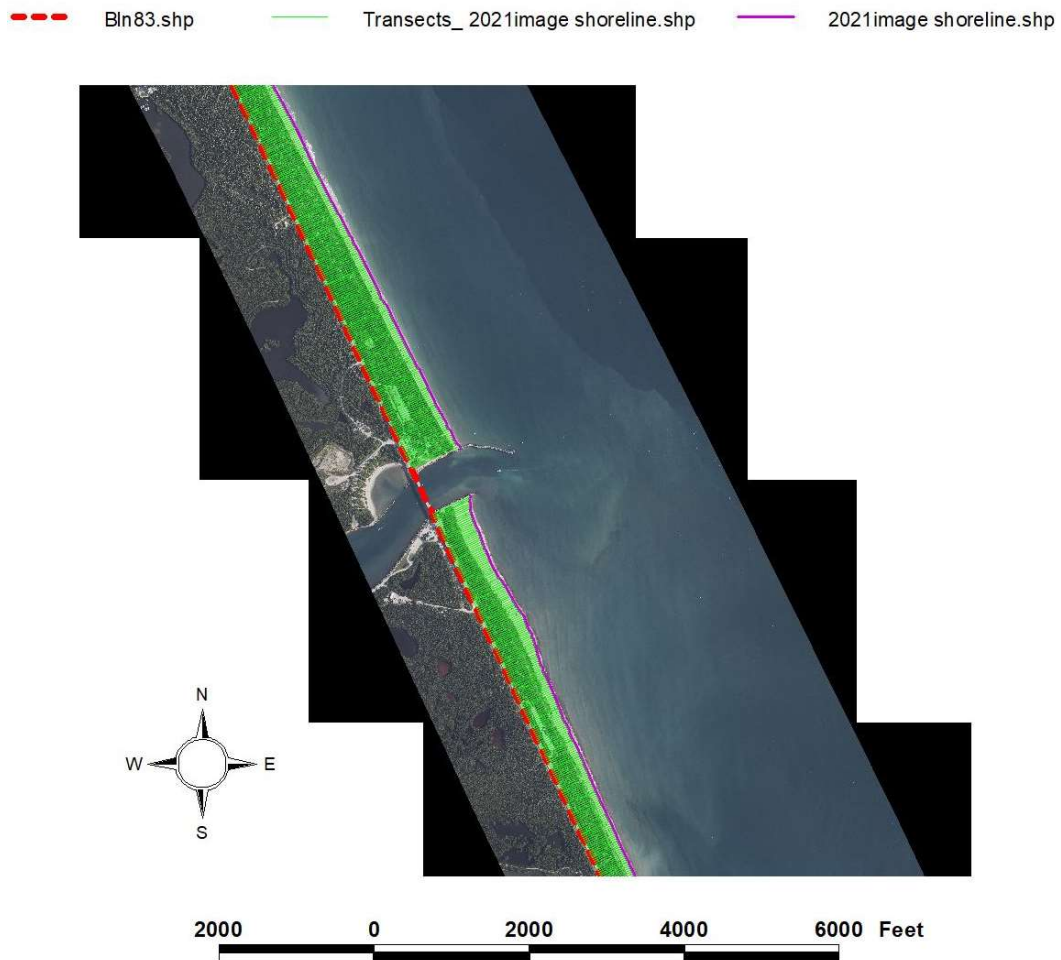 Bln83.shp Transects_ 2021image shoreline.shp 2021image shoreline.shp
N
W E
S
2000 0 2000 4000 6000 Feet